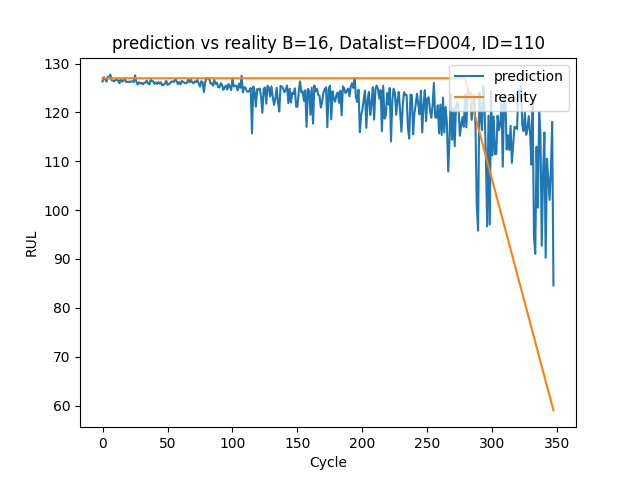 prediction vs reality B=16, Datalist=FD004, ID=110
prediction
reality
RUL
130
120
110
100
90
80
70
60
0 50 100 150 200 250 300 350
Cycle